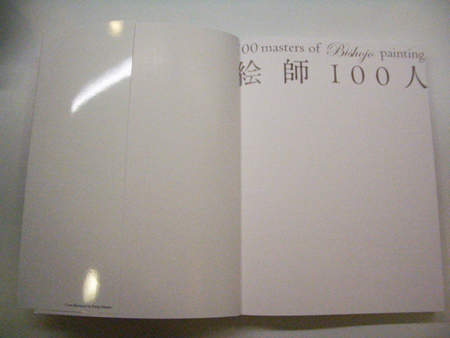 00 masters of Bishojo painting
絵師100人